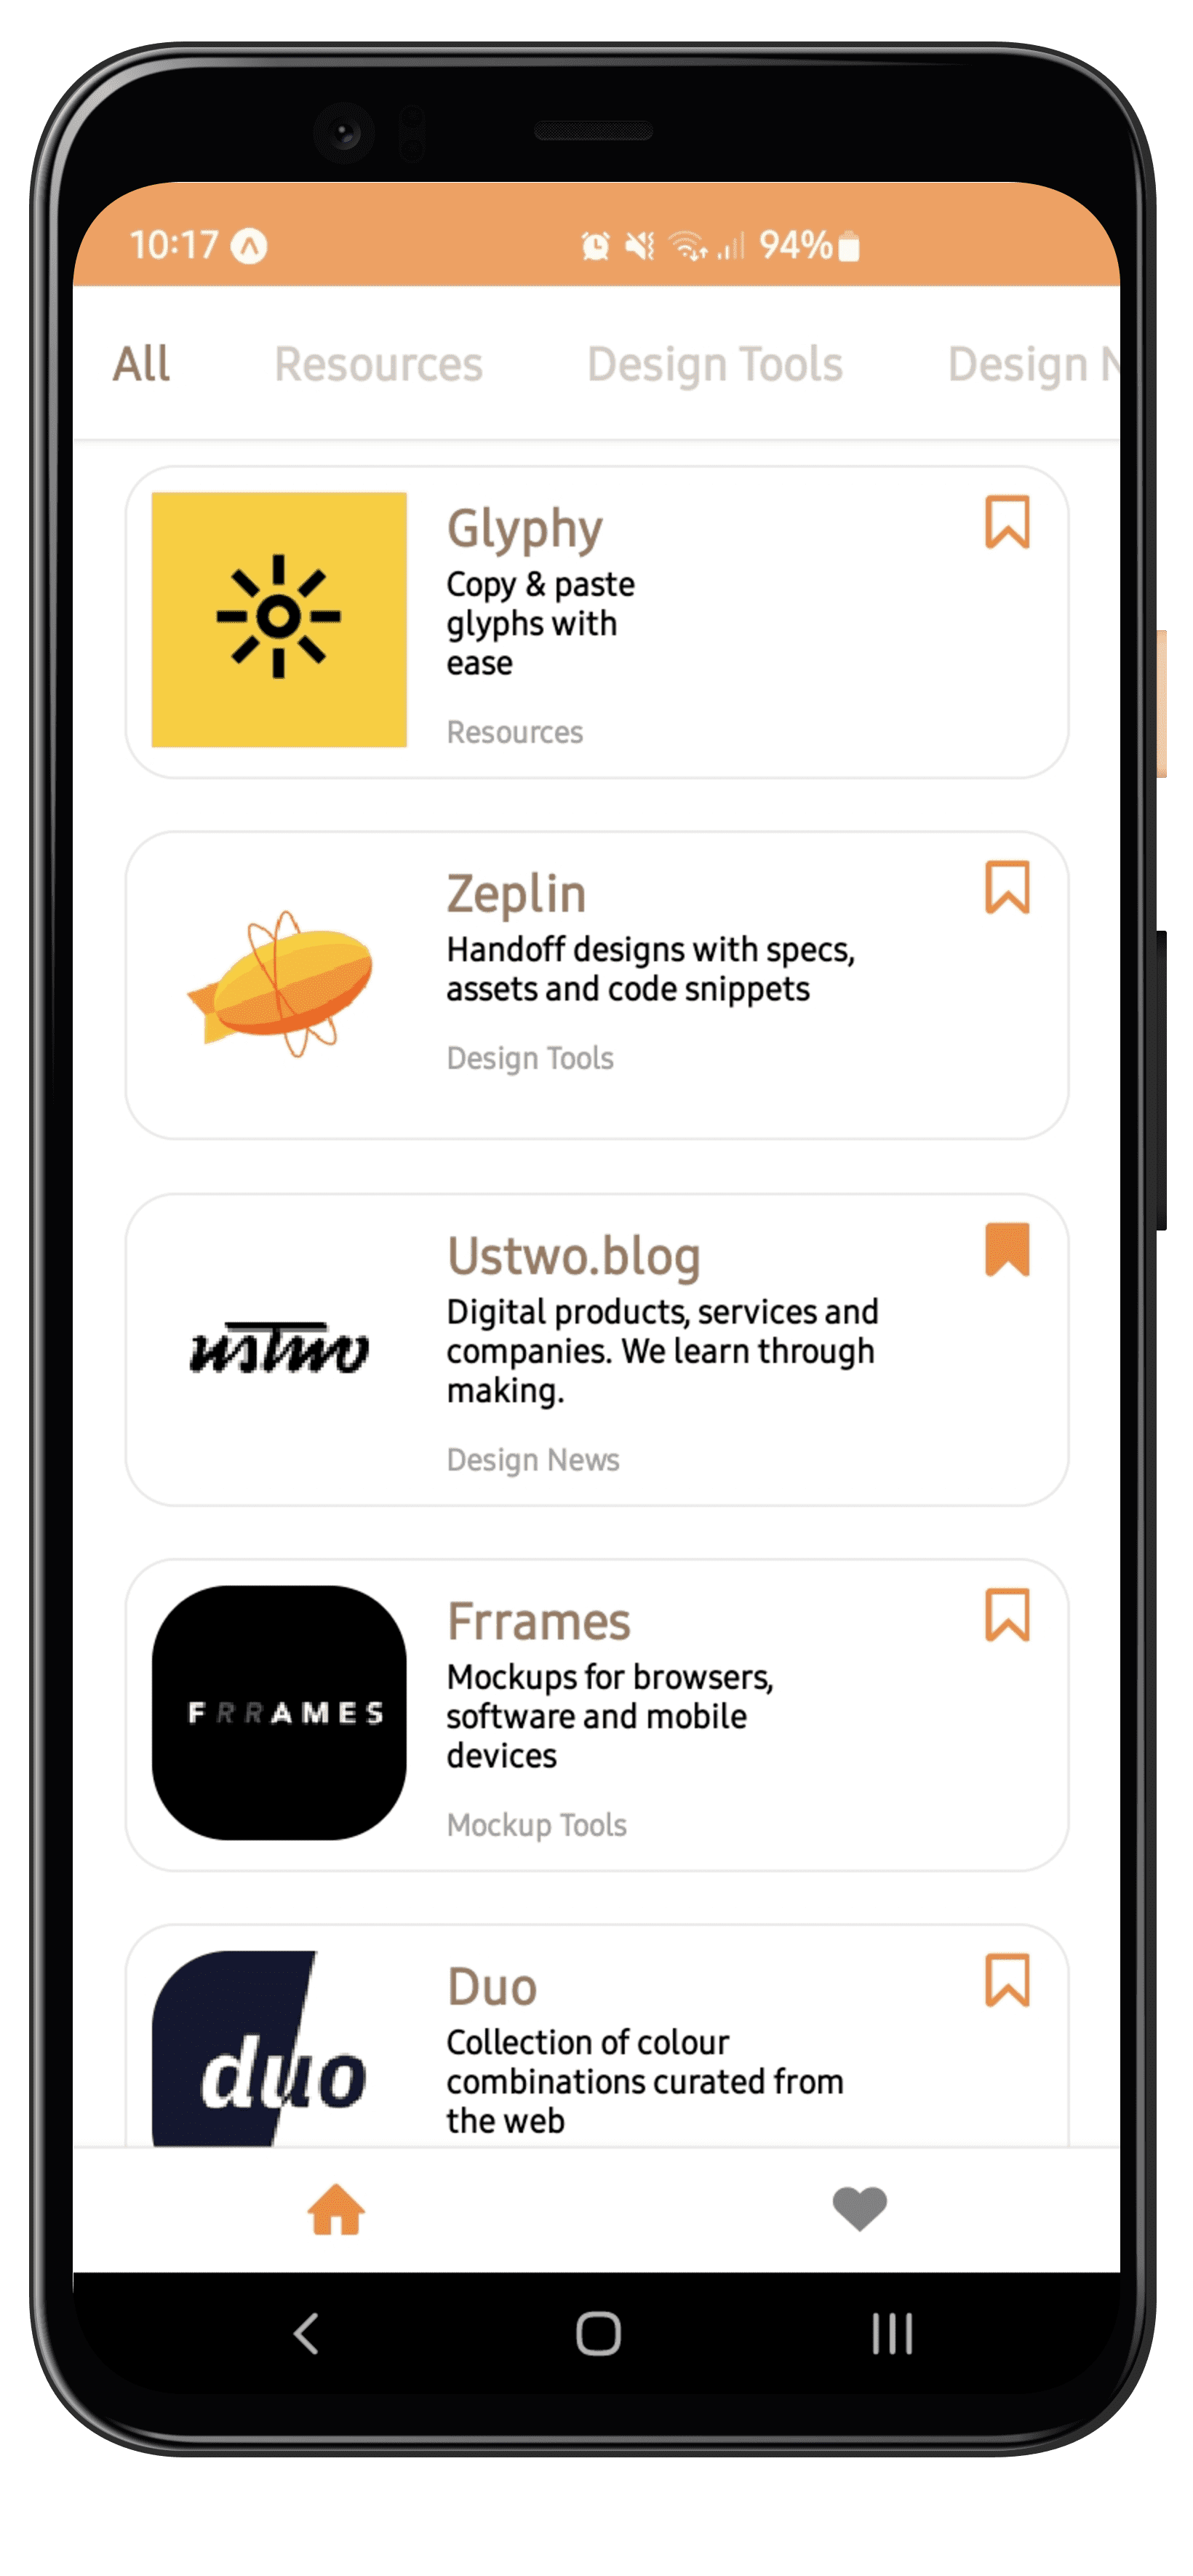 10:17 94%
All Resources Design Tools Design N
Glyphy
Copy & paste
glyphs with
ease
Resources
Zeplin
Handoff designs with specs,
assets and code snippets
Design Tools
ustwo
Ustwo.blog
Digital products, services and
companies. We learn through
making.
Design News
FRRAMES
Frrames
Mockups for browsers,
software and mobile
devices
Mockup Tools
duo
Duo
Collection of colour
combinations curated from
the web